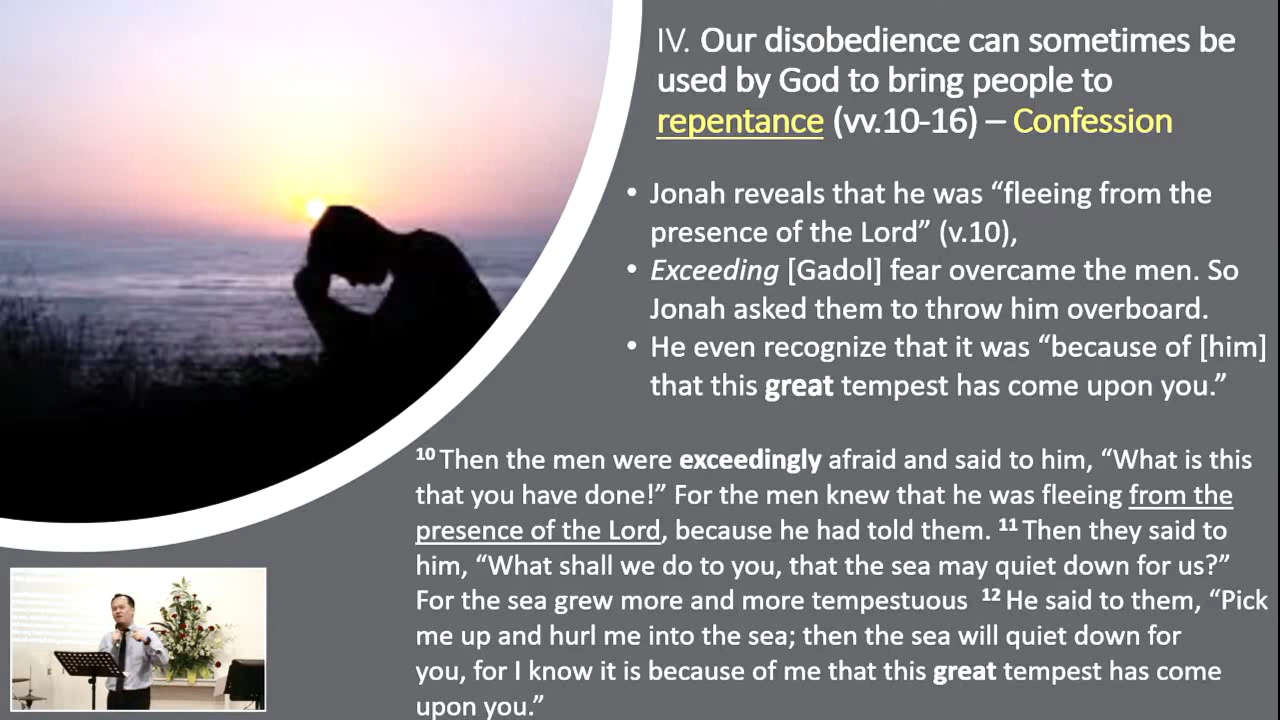 IV. Our disobedience can sometimes be
used by God to bring people to
repentance (vv.10-16) – Confession
• Jonah reveals that he was “fleeing from the
presence of the Lord” (v.10),
• Exceeding [Gadol] fear overcame the men. So
Jonah asked them to throw him overboard.
• He even recognize that it was “because of [him]
that this great tempest has come upon you.”
10 Then the men were exceedingly afraid and said to him, “What is this
that you have done!” For the men knew that he was fleeing from the
presence of the Lord, because he had told them. 11 Then they said to
him, “What shall we do to you, that the sea may quiet down for us?”
For the sea grew more and more tempestuous 12 He said to them, “Pick
me up and hurl me into the sea; then the sea will quiet down for
you, for I know it is because of me that this great tempest has come
upon you.”